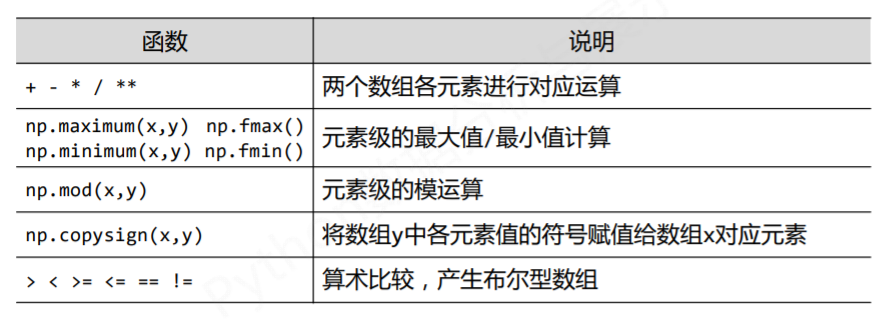 函数 说明
+ - * / ** 两个数组各元素进行对应运算
np.maximum(x,y) np.fmax()
np.minimum(x,y) np.fmin()
元素级的最大值/最小值计算
np.mod(x,y) 元素级的模运算
np.copysign(x,y) 将数组y中各元素值的符号赋值给数组x对应元素
> < >= <= == != 算术比较，产生布尔型数组